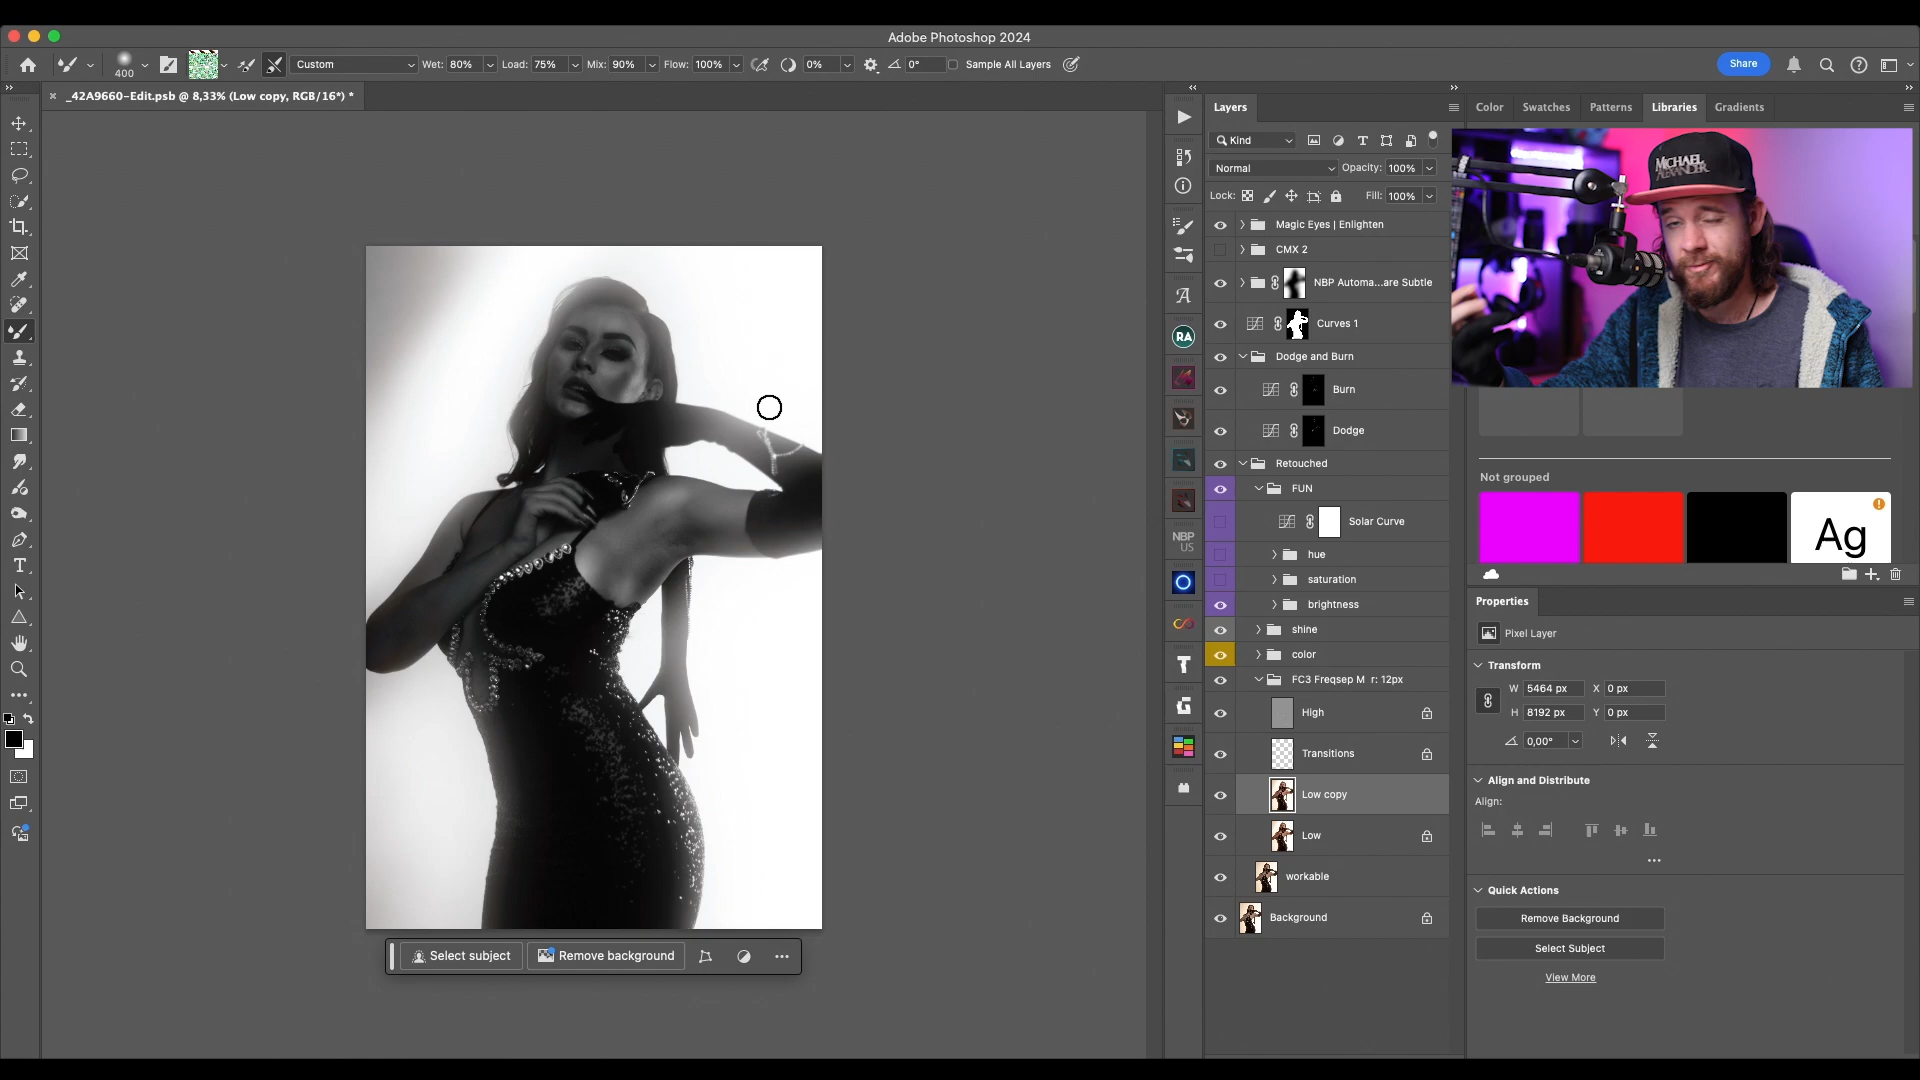 Adobe Photoshop 2024
400
Custom
Wet: 80%
Load: 75%
Mix: 90%
Flow: 100%
0%
0°
Sample All Layers
Share
× _42A9660-Edit.psb @ 8,33% (Low copy, RGB/16*) *
Layers
Kind
Normal
Opacity: 100%
Lock:
Fill: 100%
Magic Eyes | Enlighten
CMX 2
NBP Automa...are Subtle
Curves 1
Dodge and Burn
Burn
Dodge
Retouched
FUN
Solar Curve
hue
saturation
brightness
shine
color
FC3 Freqsep M r: 12px
High
Transitions
Low copy
Low
workable
Background
RA
NBP
US
Color
Swatches
Patterns
Libraries
Gradients
MICHAEL
ALEXANDER
Not grouped
Ag
Properties
Pixel Layer
Transform
W 5464 px X 0 px
H 8192 px Y 0 px
0,00°
Align and Distribute
Align:
Quick Actions
Remove Background
Select Subject
View More
Select subject
Remove background